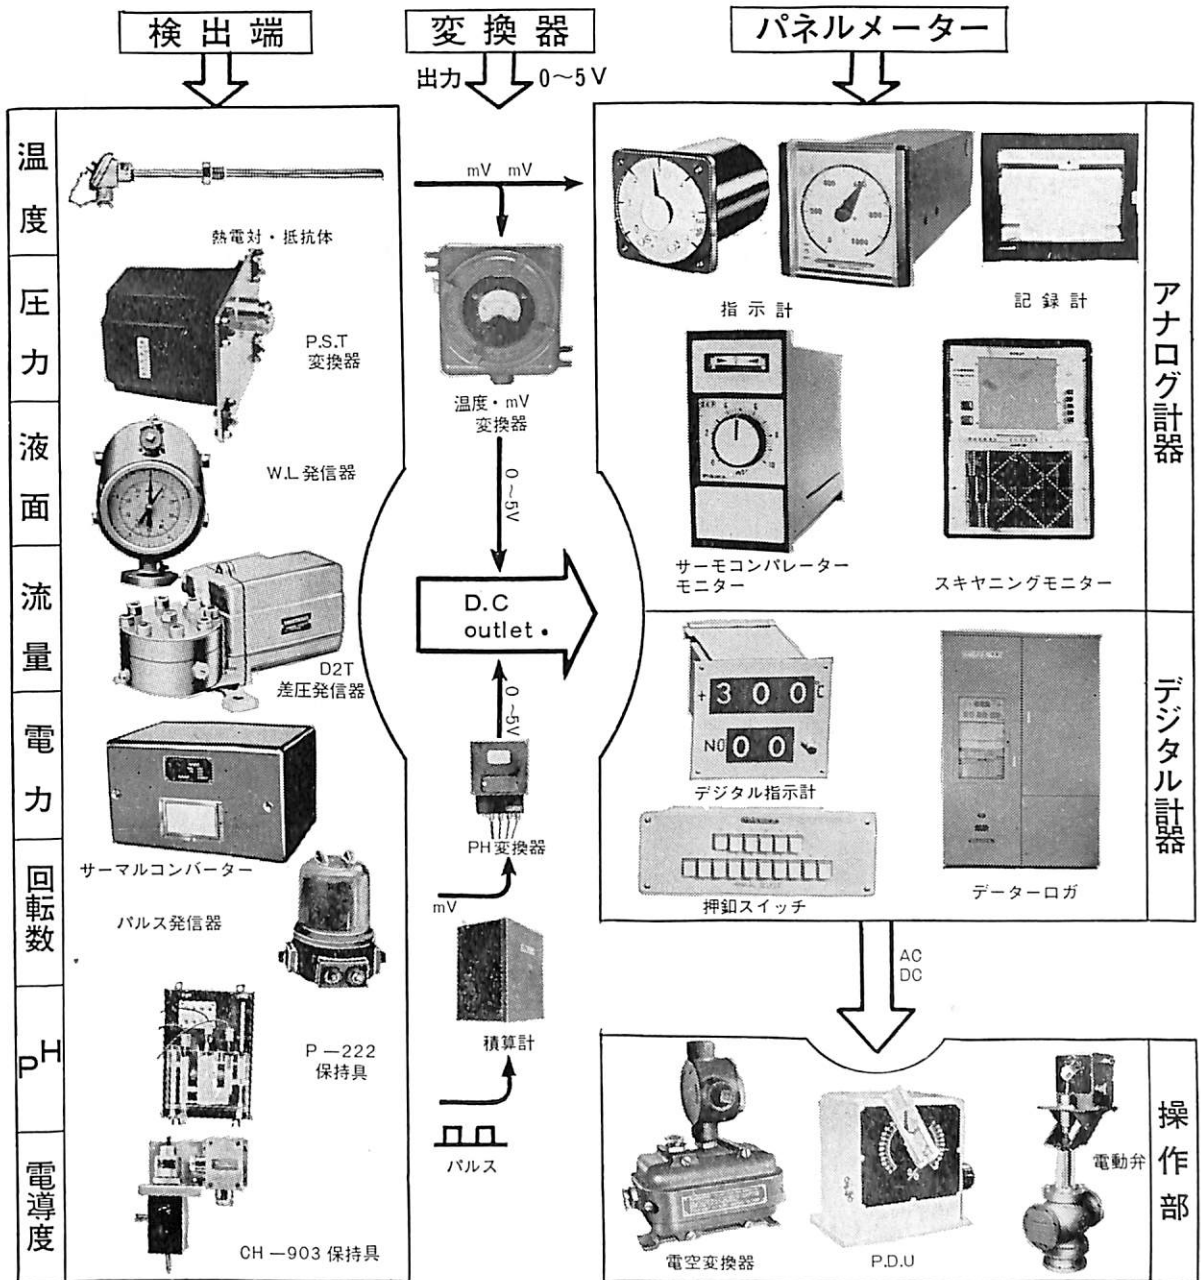 検出端
変換器
パネルメーター
出力 0～5V
温度
圧力
液面
流量
電力
回転数
PH
電導度
熱電対・抵抗体
P.S.T
変換器
W.L発信器
D2T
差圧発信器
サーマルコンバーター
パルス発信器
P－222
保持具
CH－903保持具
mV mV
温度・mV
変換器
0～5V
D.C
outlet.
0～5V
PH変換器
mV
積算計
パルス
指示計
記録計
サーモコンパレーター
モニター
スキヤニングモニター
アナログ計器
+300℃
NO 00
デジタル指示計
押釦スイッチ
データーロガ
デジタル計器
AC
DC
%
電空変換器
P.D.U
電動弁
操作部